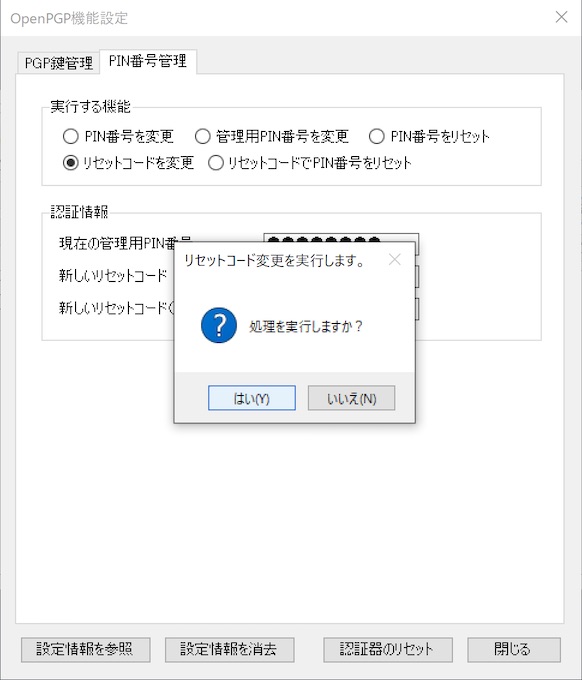 OpenPGP機能設定
PGP鍵管理 PIN番号管理
実行する機能
PIN番号を変更 管理用PIN番号を変更 PIN番号をリセット
リセットコードを変更 リセットコードでPIN番号をリセット
認証情報
現在の管理用PIN番号
リセットコード変更を実行します。
新しいリセットコード
新しいリセットコード(
処理を実行しますか？
はい(Y) いいえ(N)
設定情報を参照 設定情報を消去 認証器のリセット 閉じる